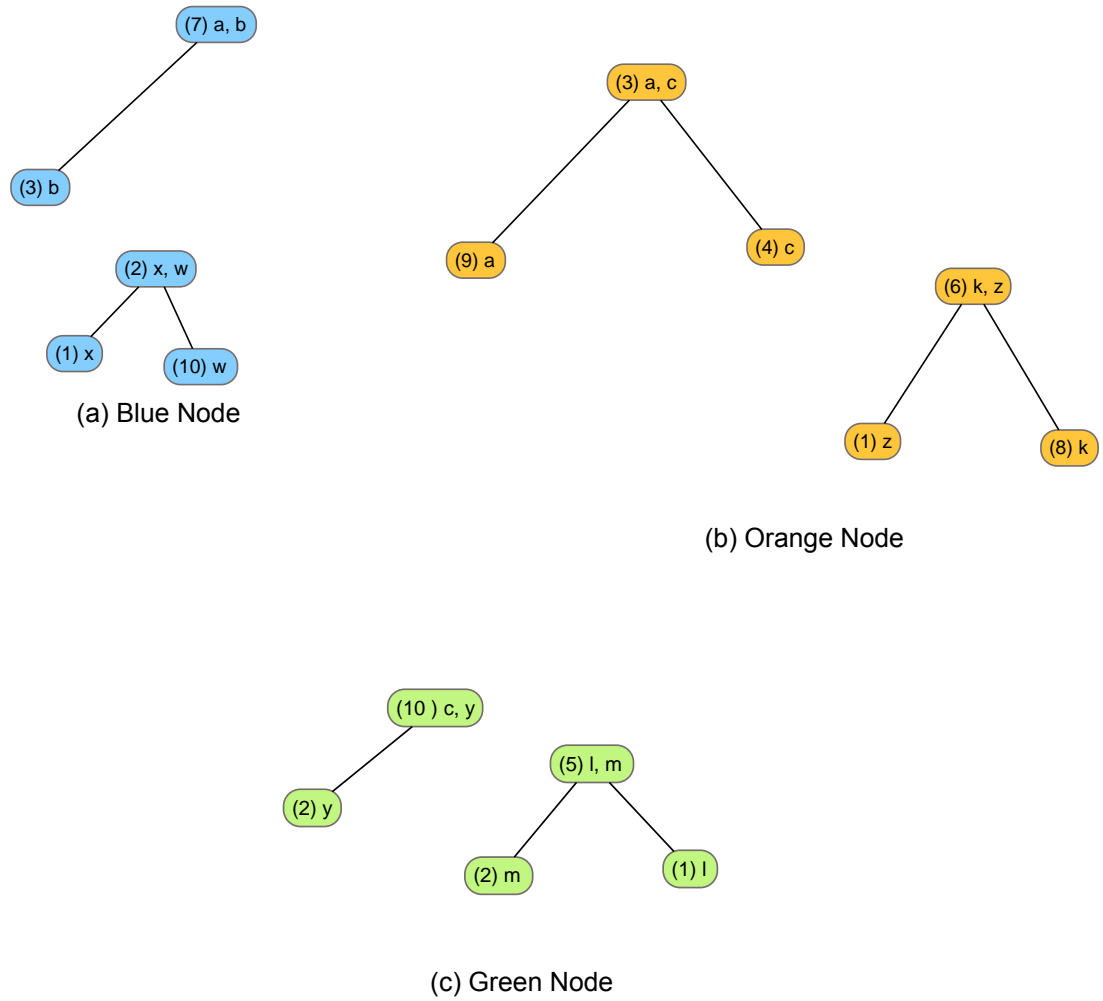 (7) a, b
(3) b
(2) x, w
(1) x
(10) w
(a) Blue Node
(3) a, c
(9) a
(4) c
(6) k, z
(1) z
(8) k
(b) Orange Node
(10 ) c, y
(2) y
(5) l, m
(2) m
(1) l
(c) Green Node